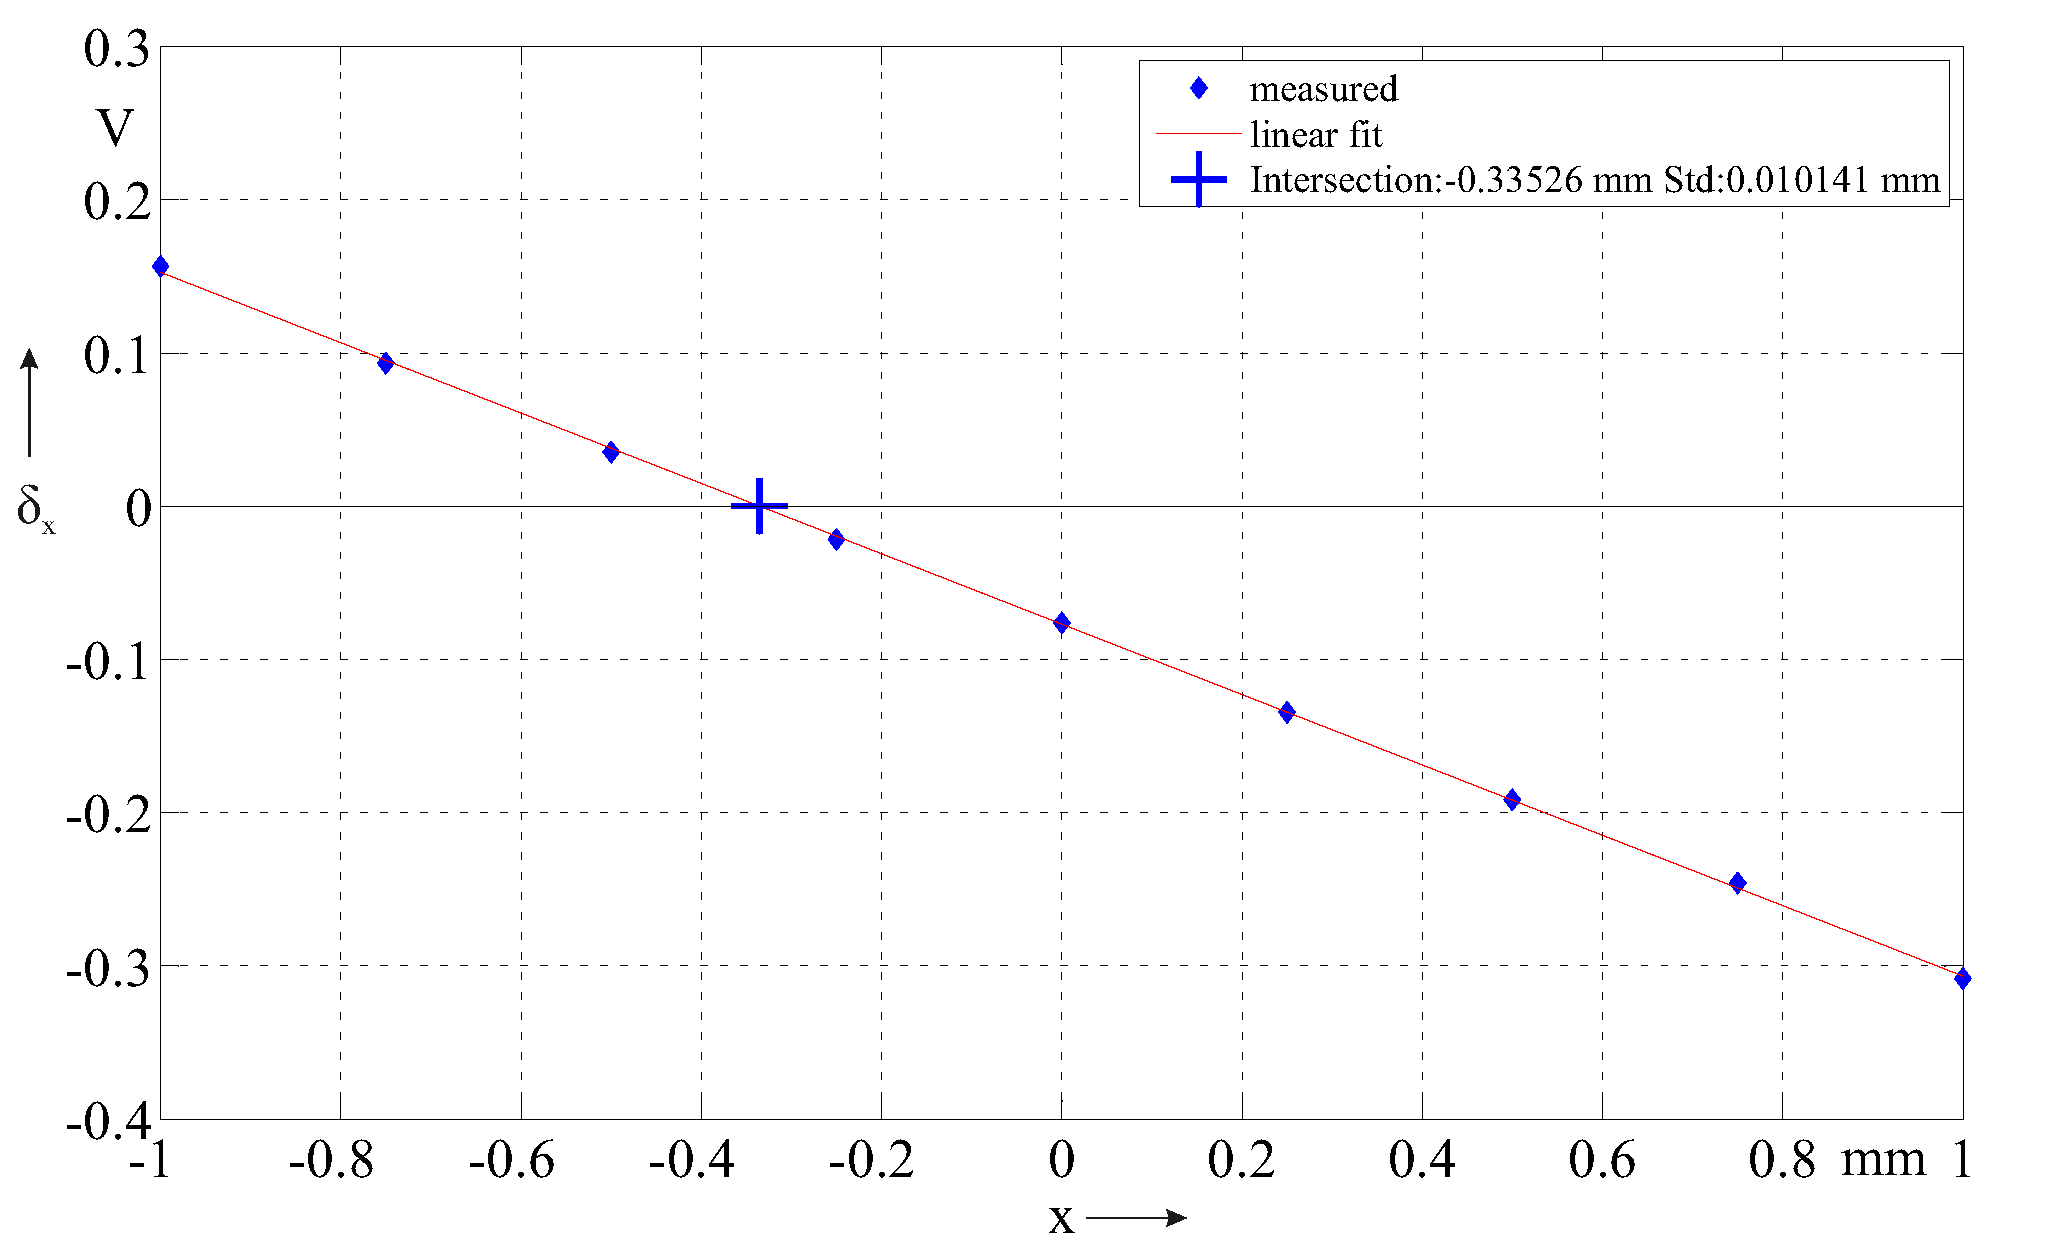 0.3
V
0.2
0.1
0
-0.1
-0.2
-0.3
-0.4
δx
measured
linear fit
Intersection:-0.33526 mm Std:0.010141 mm
-1 -0.8 -0.6 -0.4 -0.2 0 0.2 0.4 0.6 0.8 mm 1
x